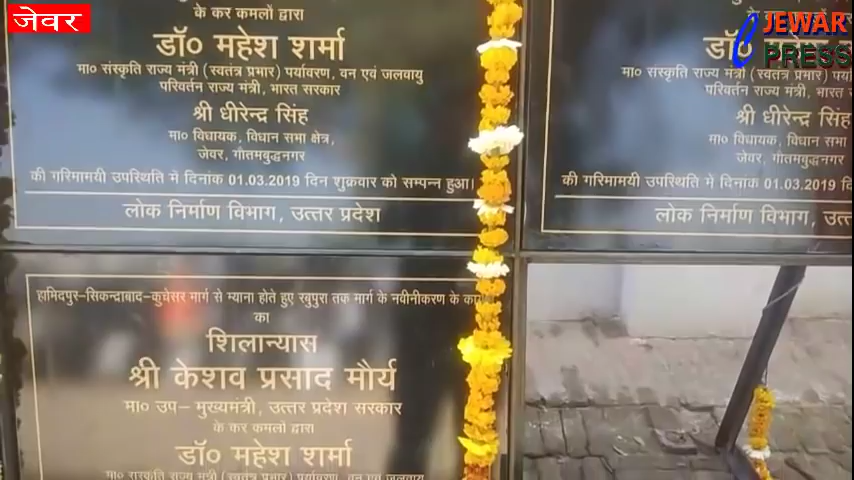 जेवर
JEWAR
PRESS
के कर कमलों द्वारा
डॉ० महेश शर्मा
मा० संस्कृति राज्य मंत्री (स्वतंत्र प्रभार) पर्यावरण, वन एवं जलवायु
परिवर्तन राज्य मंत्री, भारत सरकार
श्री धीरेन्द्र सिंह
मा० विधायक, विधान सभा क्षेत्र,
जेवर, गौतमबुद्धनगर
की गरिमामयी उपस्थिति में दिनांक 01.03.2019 दिन शुक्रवार को सम्पन्न हुआ।
लोक निर्माण विभाग, उत्तर प्रदेश
डॉ०
मा० संस्कृति राज्य मंत्री (स्वतंत्र प्रभार)
परिवर्तन राज्य मंत्री, भारत
श्री धीरेन्द्र सिंह
मा० विधायक, विधान सभा
जेवर, गौतमबुद्धनगर
की गरिमामयी उपस्थिति में दिनांक 01.03.2019
लोक निर्माण विभाग,
हामिदपुर–सिकन्द्राबाद–कुचेसर मार्ग से म्याना होते हुए रबुपुरा तक मार्ग के नवीनीकरण के
का
शिलान्यास
श्री केशव प्रसाद मौर्य
मा० उप– मुख्यमंत्री, उत्तर प्रदेश सरकार
के कर कमलों द्वारा
डॉ० महेश शर्मा
मा० संस्कृति राज्य मंत्री (स्वतंत्र प्रभार) पर्यावरण, वन एवं जलवायु